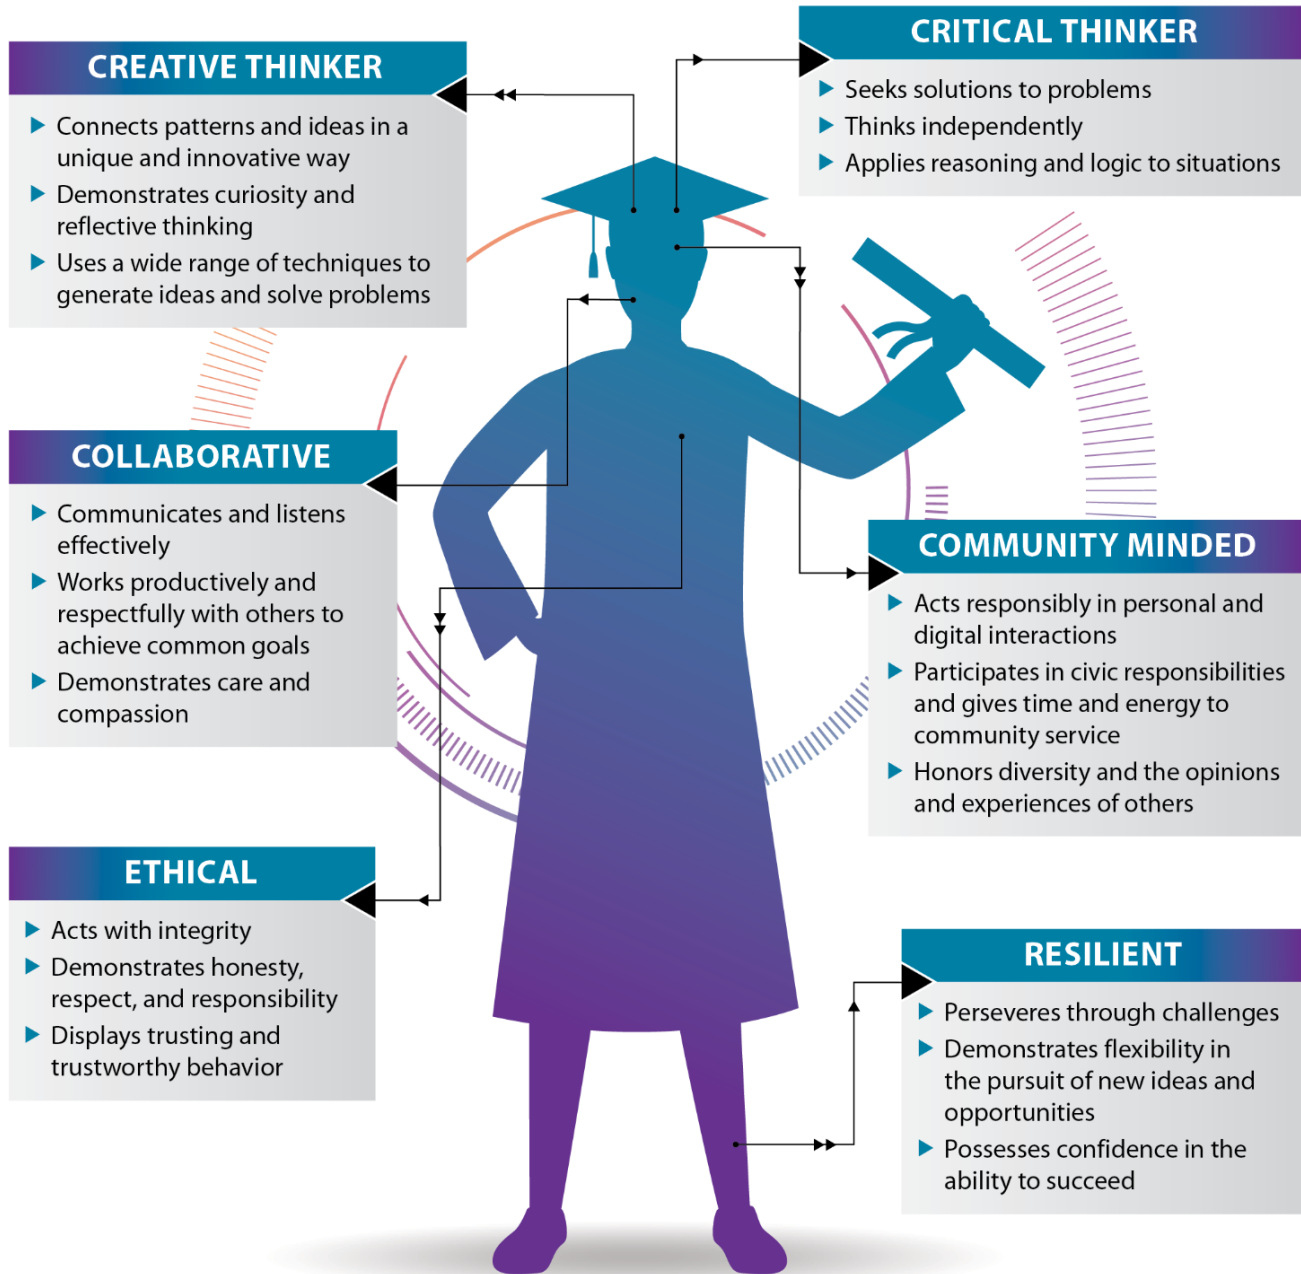 CREATIVE THINKER
Connects patterns and ideas in a
unique and innovative way
Demonstrates curiosity and
reflective thinking
Uses a wide range of techniques to
generate ideas and solve problems
CRITICAL THINKER
Seeks solutions to problems
Thinks independently
Applies reasoning and logic to situations
COLLABORATIVE
Communicates and listens
effectively
Works productively and
respectfully with others to
achieve common goals
Demonstrates care and
compassion
COMMUNITY MINDED
Acts responsibly in personal and
digital interactions
Participates in civic responsibilities
and gives time and energy to
community service
Honors diversity and the opinions
and experiences of others
ETHICAL
Acts with integrity
Demonstrates honesty,
respect, and responsibility
Displays trusting and
trustworthy behavior
RESILIENT
Perseveres through challenges
Demonstrates flexibility in
the pursuit of new ideas and
opportunities
Possesses confidence in the
ability to succeed